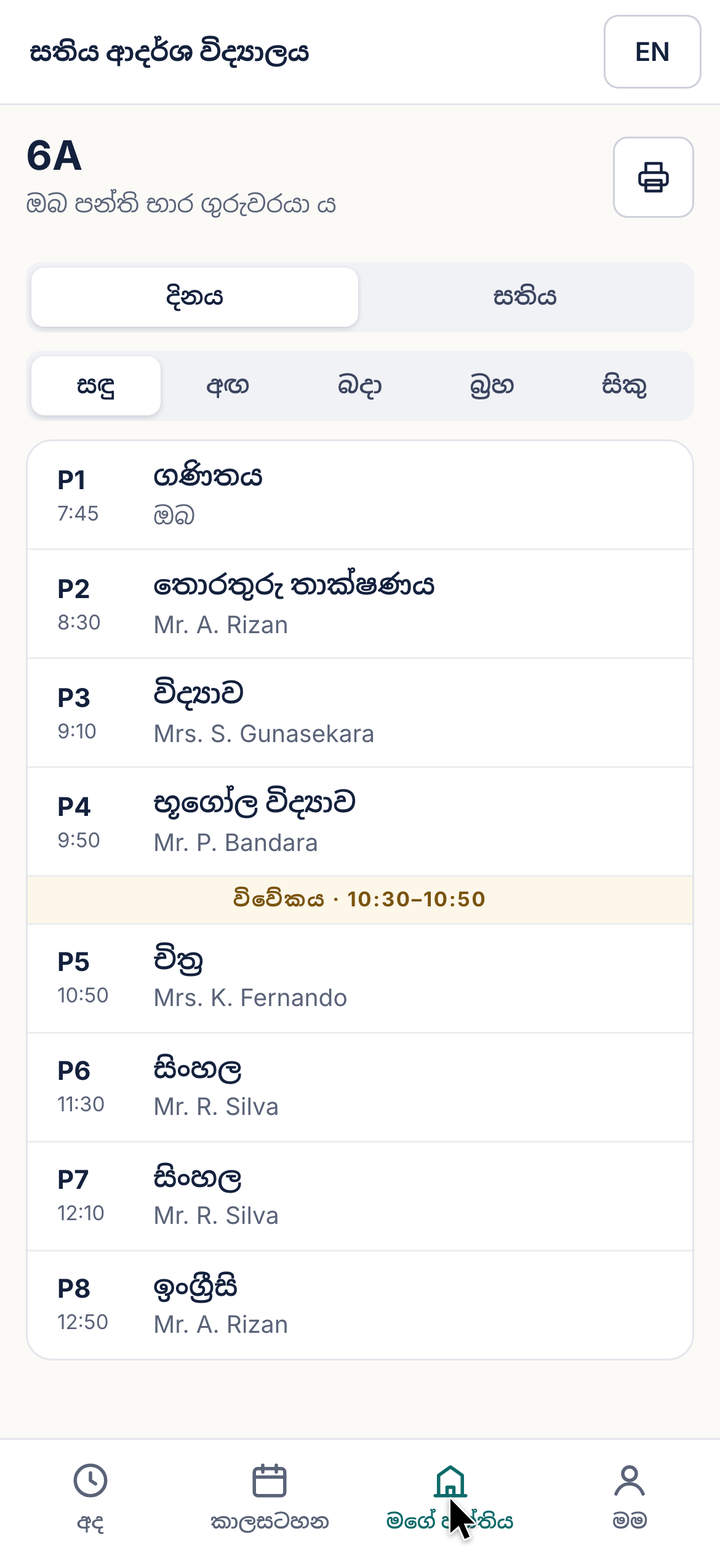 සතිය ආදර්ශ විද්‍යාලය
EN
6A
ඔබ පන්ති භාර ගුරුවරයා ය
දිනය
සතිය
සඳු
අඟ
බදා
බ්‍රහ
සිකු
P1
ගණිතය
7:45
ඔබ
P2
තොරතුරු තාක්ෂණය
8:30
Mr. A. Rizan
P3
විද්‍යාව
9:10
Mrs. S. Gunasekara
P4
භූගෝල විද්‍යාව
9:50
Mr. P. Bandara
විවේකය · 10:30–10:50
P5
චිත්‍ර
10:50
Mrs. K. Fernando
P6
සිංහල
11:30
Mr. R. Silva
P7
සිංහල
12:10
Mr. R. Silva
P8
ඉංග්‍රීසි
12:50
Mr. A. Rizan
අද
කාලසටහන
මගේ පන්තිය
මම